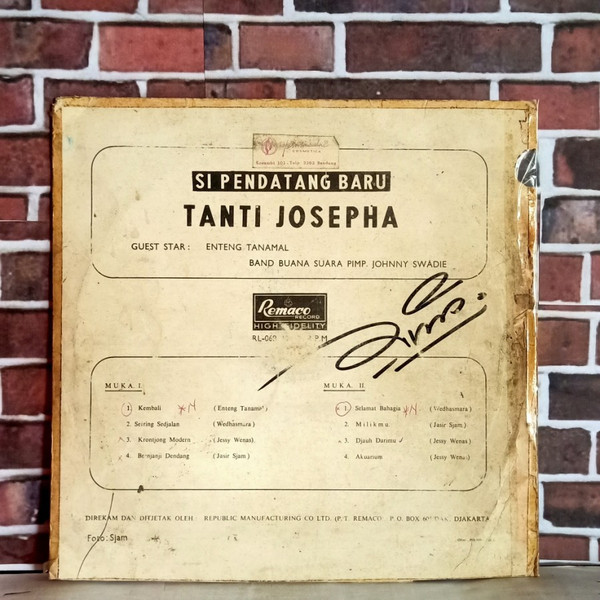 SI PENDATANG BARU
TANTI JOSEPHA
GUEST STAR : ENTENG TANAMAL
BAND BUANA SUARA PIMP. JOHNNY SWADIE
Remaco
RECORD
HIGH FIDELITY
MUKA I. MUKA II.
1. Kembali (Enteng Tanamal) 1. Selamat Bahagia (Wedhasmara)
2. Seiring Sedjalan (Wedhasmara) 2. Milikmu (Jasir Sjam)
3. Krontjong Modern (Jessy Wenas) 3. Djauh Darimu (Jessy Wenas)
4. Bernjanji Dendang (Jasir Sjam) 4. Akuarium (Jessy Wenas)
DIREKAM DAN DITJETAK OLEH REPUBLIC MANUFACTURING CO LTD. (P.T. REMACO P.O. BOX DJAKARTA
Foto : Sjam